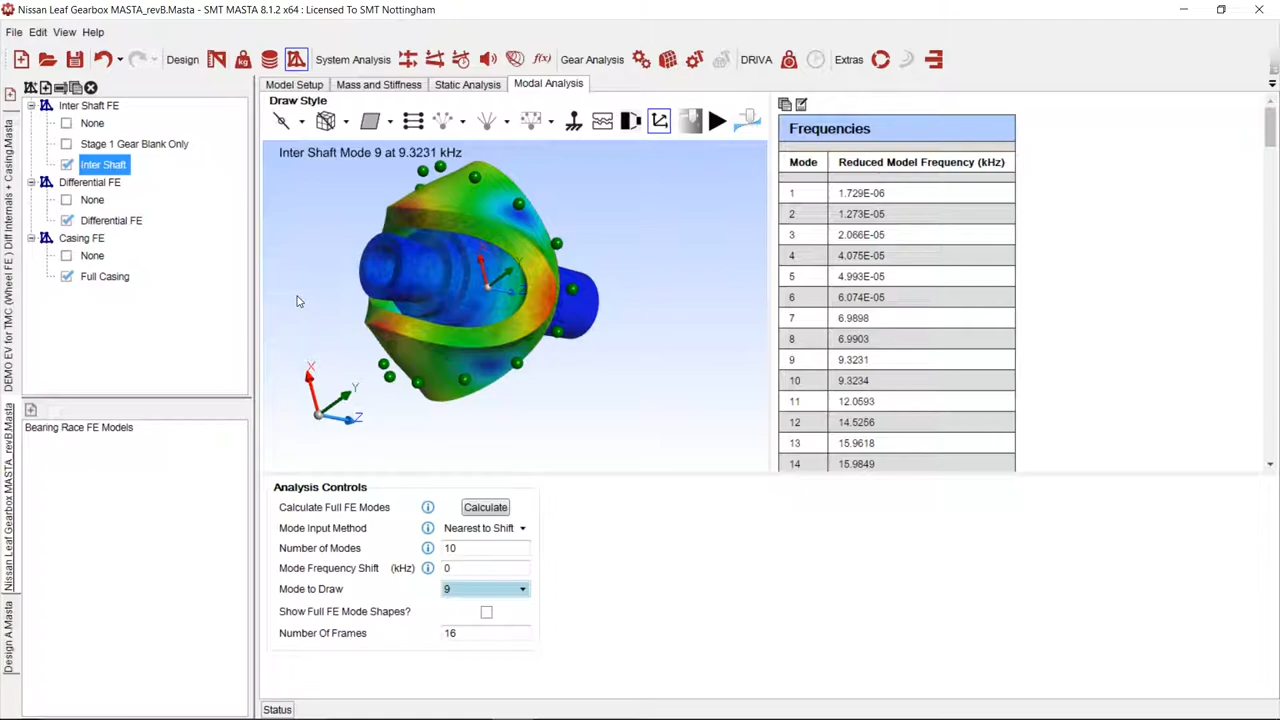 Nissan Leaf Gearbox MASTA_revB.Masta - SMT MASTA 8.1.2 x64 : Licensed To SMT Nottingham
File Edit View Help
Design System Analysis f(x) Gear Analysis DRIVA Extras
Model Setup Mass and Stiffness Static Analysis Modal Analysis
Draw Style
Inter Shaft FE
None
Stage 1 Gear Blank Only
Inter Shaft
Differential FE
None
Differential FE
Casing FE
None
Full Casing
Bearing Race FE Models
DEMO EV for TMC (Wheel FE ) Diff Internals + Casing.Masta
Nissan Leaf Gearbox MASTA_revB.Masta
Design A.Masta
Inter Shaft Mode 9 at 9.3231 kHz
X
Y
Z
X
Y
Z
Frequencies
Mode Reduced Model Frequency (kHz)
1 1.729E-06
2 1.273E-05
3 2.066E-05
4 4.075E-05
5 4.993E-05
6 6.074E-05
7 6.9898
8 6.9903
9 9.3231
10 9.3234
11 12.0593
12 14.5256
13 15.9618
14 15.9849
Analysis Controls
Calculate Full FE Modes Calculate
Mode Input Method Nearest to Shift
Number of Modes 10
Mode Frequency Shift (kHz) 0
Mode to Draw 9
Show Full FE Mode Shapes?
Number Of Frames 16
Status